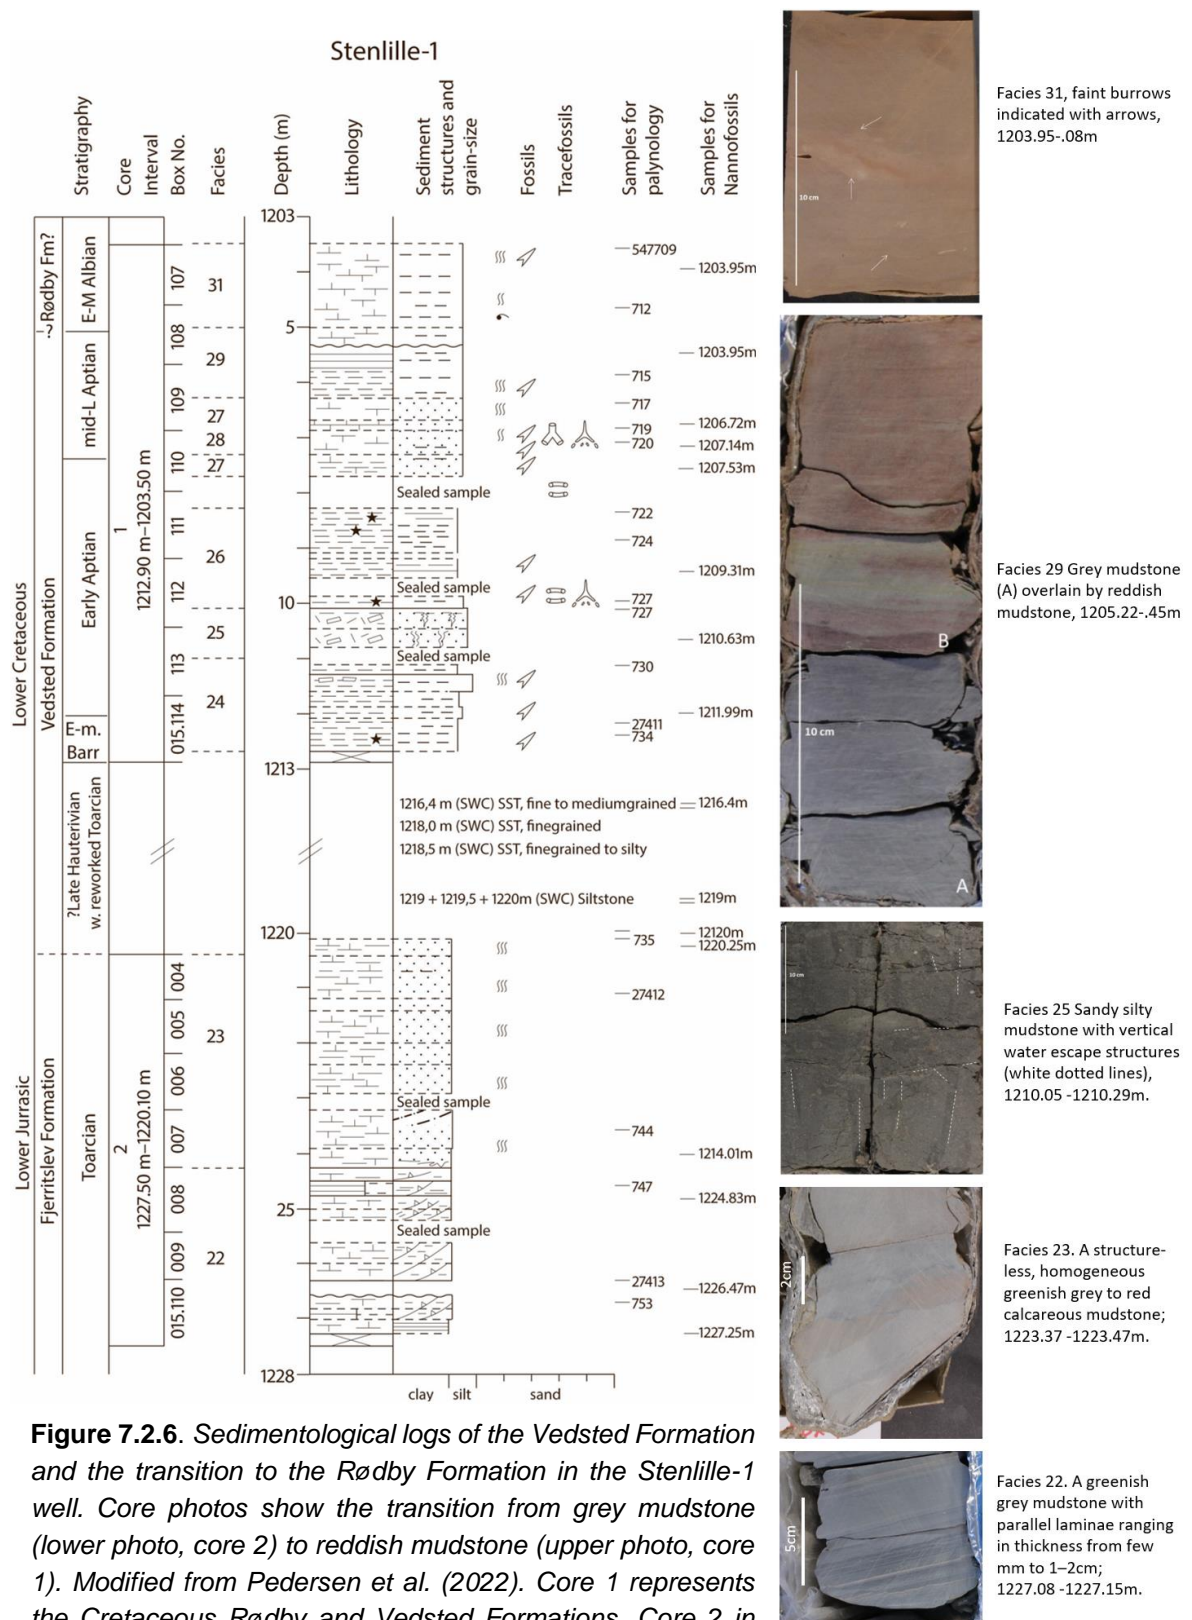 Stenlille-1
Stratigraphy
Core
Interval
Box No.
Facies
Depth (m)
Lithology
Sediment
structures and
grain-size
Fossils
Tracefossils
Samples for
palynology
Samples for
Nannofossils
Lower Cretaceous
Lower Jurrasic
-? Rødby Fm?
Vedsted Formation
Fjerritslev Formation
E-M Albian
mid-L Aptian
Early Aptian
E-m.
Barr
?Late Hauterivian
w. reworked Toarcian
Toarcian
1
1212.90 m–1203.50 m
2
1227.50 m–1220.10 m
107
108
109
110
111
112
113
015.114
004
005
006
007
008
009
015.110
31
29
27
28
27
26
25
24
23
22
1203
5
10
1213
1220
25
1228
Sealed sample
Sealed sample
Sealed sample
1216,4 m (SWC) SST, fine to mediumgrained
1218,0 m (SWC) SST, finegrained
1218,5 m (SWC) SST, finegrained to silty
1219 + 1219,5 + 1220m (SWC) Siltstone
Sealed sample
Sealed sample
clay silt sand
547709
712
715
717
719
720
722
724
727
727
730
27411
734
735
27412
744
747
27413
753
1203.95m
1203.95m
1206.72m
1207.14m
1207.53m
1209.31m
1210.63m
1211.99m
1216.4m
1219m
12120m
1220.25m
1214.01m
1224.83m
1226.47m
1227.25m
10 cm
Facies 31, faint burrows
indicated with arrows,
1203.95-.08m
B
10 cm
A
Facies 29 Grey mudstone
(A) overlain by reddish
mudstone, 1205.22-.45m
10 cm
Facies 25 Sandy silty
mudstone with vertical
water escape structures
(white dotted lines),
1210.05 -1210.29m.
2cm
Facies 23. A structure-
less, homogeneous
greenish grey to red
calcareous mudstone;
1223.37 -1223.47m.
5cm
Facies 22. A greenish
grey mudstone with
parallel laminae ranging
in thickness from few
mm to 1–2cm;
1227.08 -1227.15m.
Figure 7.2.6. Sedimentological logs of the Vedsted Formation
and the transition to the Rødby Formation in the Stenlille-1
well. Core photos show the transition from grey mudstone
(lower photo, core 2) to reddish mudstone (upper photo, core
1). Modified from Pedersen et al. (2022). Core 1 represents
the Cretaceous Rødby and Vedsted Formations. Core 2 in